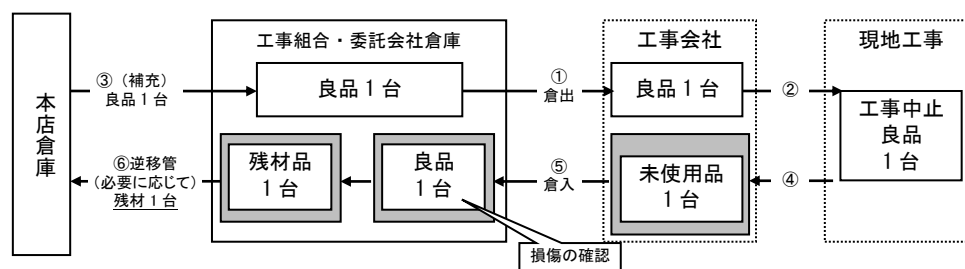 本店倉庫
③（補充）
良品１台
工事組合・委託会社倉庫
良品１台
①
倉出
工事会社
良品１台
②
現地工事
工事中止
良品
１台
⑥逆移管
（必要に応じて）
残材１台
残材品
１台
良品
１台
⑤
倉入
未使用品
１台
④
損傷の確認